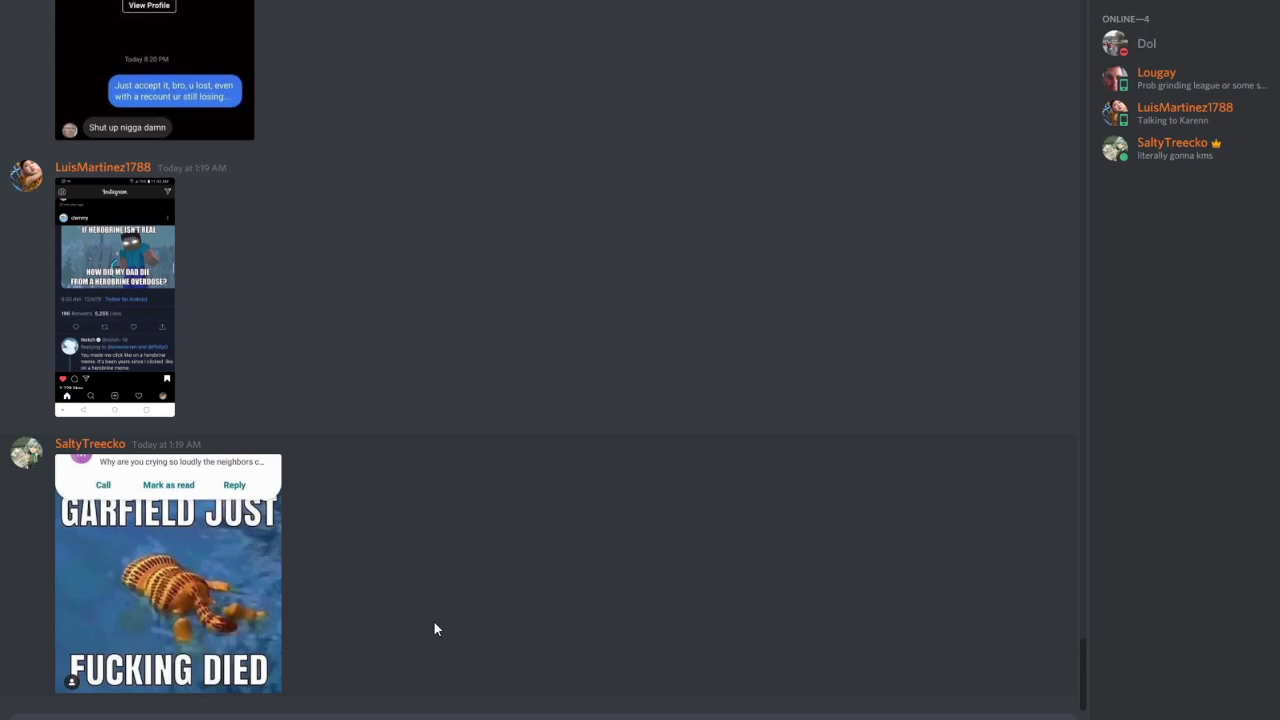 View Profile
Today 8:20 PM
Just accept it, bro, u lost, even
with a recount ur still losing...
Shut up nigga damn
LuisMartinez1788 Today at 1:19 AM
Instagram
IF HEROBRINE ISN'T REAL
HOW DID MY DAD DIE
FROM A HEROBRINE OVERDOSE?
Twitter for Android
196 Retweets 5,255 Likes
Notch
You made me click like on a herobrine
meme. It's been years since I clicked like
on a herobrine meme.
SaltyTreecko Today at 1:19 AM
Why are you crying so loudly the neighbors c...
Call Mark as read Reply
GARFIELD JUST
FUCKING DIED
ONLINE—4
Dol
Lougay
Prob grinding league or some s...
LuisMartinez1788
Talking to Karenn
SaltyTreecko
literally gonna kms